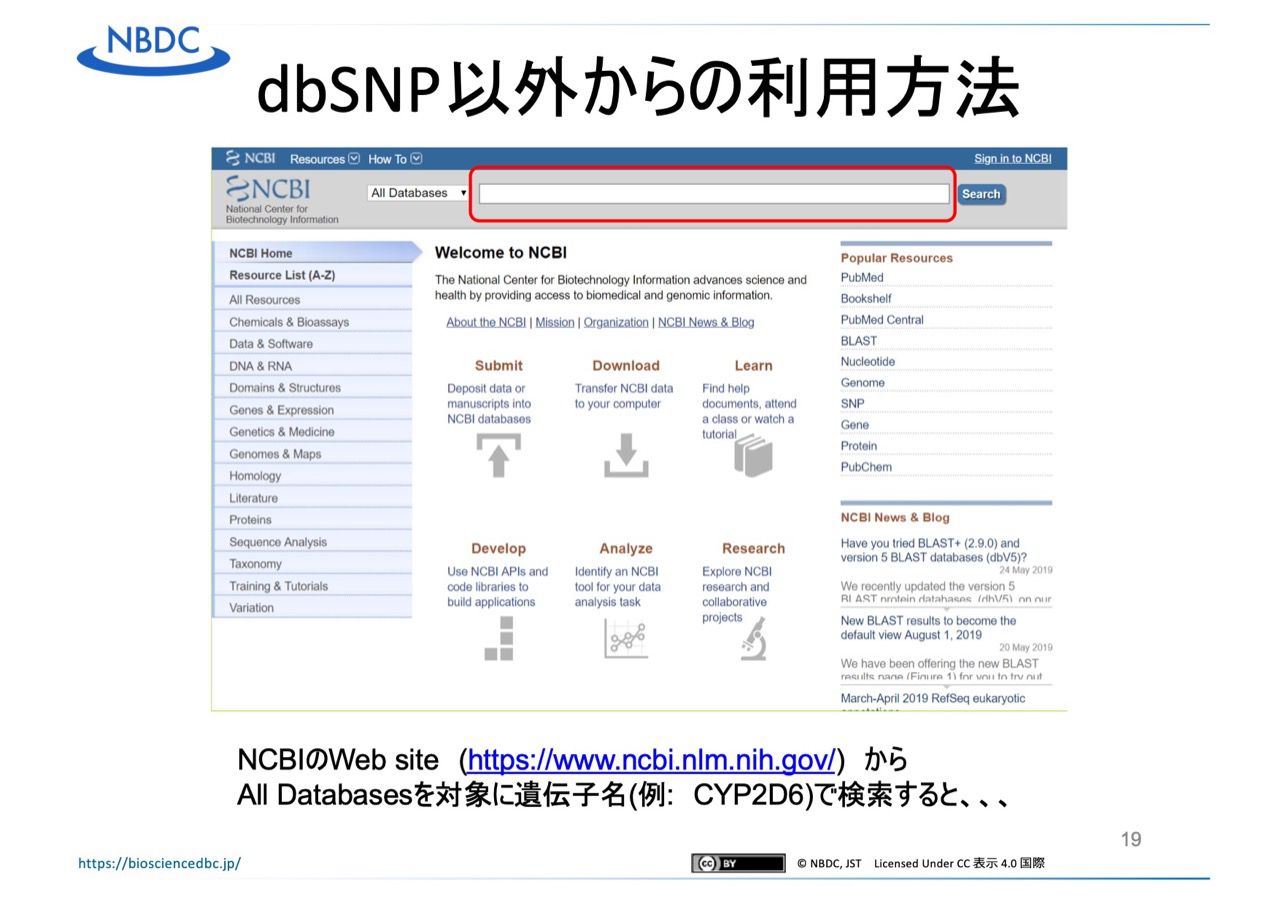 NBDC
dbSNP以外からの利用方法
NCBI Resources How To Sign in to NCBI
NCBI
National Center for
Biotechnology Information
All Databases
Search
NCBI Home
Resource List (A-Z)
All Resources
Chemicals & Bioassays
Data & Software
DNA & RNA
Domains & Structures
Genes & Expression
Genetics & Medicine
Genomes & Maps
Homology
Literature
Proteins
Sequence Analysis
Taxonomy
Training & Tutorials
Variation
Welcome to NCBI
The National Center for Biotechnology Information advances science and
health by providing access to biomedical and genomic information.
About the NCBI | Mission | Organization | NCBI News & Blog
Submit
Deposit data or
manuscripts into
NCBI databases
Download
Transfer NCBI data
to your computer
Learn
Find help
documents, attend
a class or watch a
tutorial
Develop
Use NCBI APIs and
code libraries to
build applications
Analyze
Identify an NCBI
tool for your data
analysis task
Research
Explore NCBI
research and
collaborative
projects
Popular Resources
PubMed
Bookshelf
PubMed Central
BLAST
Nucleotide
Genome
SNP
Gene
Protein
PubChem
NCBI News & Blog
Have you tried BLAST+ (2.9.0) and
version 5 BLAST databases (dbV5)?
24 May 2019
We recently updated the version 5
BLAST protein databases (dbV5) on our
New BLAST results to become the
default view August 1, 2019
20 May 2019
We have been offering the new BLAST
results page (Figure 1) for you to try out
March-April 2019 RefSeq eukaryotic
NCBIのWeb site (https://www.ncbi.nlm.nih.gov/) から
All Databasesを対象に遺伝子名(例: CYP2D6)で検索すると、、、
19
https://biosciencedbc.jp/
cc BY
© NBDC, JST Licensed Under CC 表示 4.0 国際